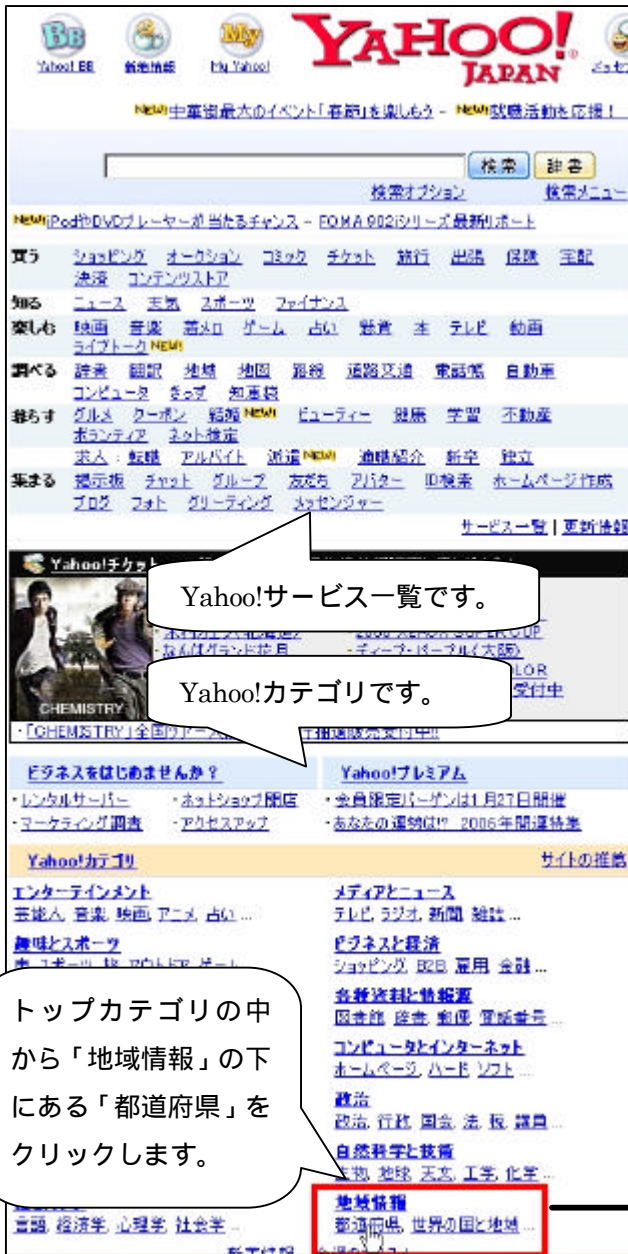 Yahoo! BB 新着情報 My Yahoo! YAHOO! JAPAN
NEW!中華街最大のイベント「春節」を楽しもう - NEW!就職活動を応援!
検索 辞書
検索オプション 検索メニュー
NEW!iPodやDVDプレーヤーが当たるチャンス - FOMA 902iシリーズ最新リポート
買う ショッピング オークション コミック チケット 旅行 出張 保険 宅配
決済 コンテンツストア
知る ニュース 天気 スポーツ ファイナンス
楽しむ 映画 音楽 着メロ ゲーム 占い 懸賞 本 テレビ 動画
ライブトーク NEW!
調べる 辞書 翻訳 地域 地図 路線 道路交通 電話帳 自動車
コンピュータ きっず 知恵袋
暮らす グルメ クーポン 結婚 NEW! ビューティー 健康 学習 不動産
ボランティア ネット検定
求人:転職 アルバイト 派遣 NEW! 適職紹介 新卒 独立
集まる 掲示板 チャット グループ 友だち アバター ID検索 ホームページ作成
ブログ フォト グリーティング メッセンジャー
サービス一覧 | 更新情報
Yahoo!チケット
Yahoo!サービス一覧です。
・なんばグランド花月 ・ディープ・パープル(大阪)
Yahoo!カテゴリです。
受付中
CHEMISTRY
・「CHEMISTRY」全国ツアー 抽選販売受付中!!
ビジネスをはじめませんか? Yahoo!プレミアム
・レンタルサーバー ・ネットショップ開店 ・会員限定バーゲンは1月27日開催
・マーケティング調査 ・アクセスアップ ・あなたの運勢は!? 2006年開運特集
Yahoo!カテゴリ サイトの推薦
エンターテインメント メディアとニュース
芸能人, 音楽, 映画, アニメ, 占い ... テレビ, ラジオ, 新聞, 雑誌 ...
趣味とスポーツ ビジネスと経済
ショッピング, B2B, 雇用, 金融 ...
各種資料と情報源
図書館, 辞書, 郵便, 電話番号 ...
コンピュータとインターネット
ホームページ, ハード, ソフト ...
政治
政治, 行政, 国会, 法, 税, 議員 ...
自然科学と技術
生物, 地球, 天文, 工学, 化学 ...
トップカテゴリの中
から「地域情報」の下
にある「都道府県」を
クリックします。
地域情報
言語, 経済学, 心理学, 社会学 ... 都道府県, 世界の国と地域 ...